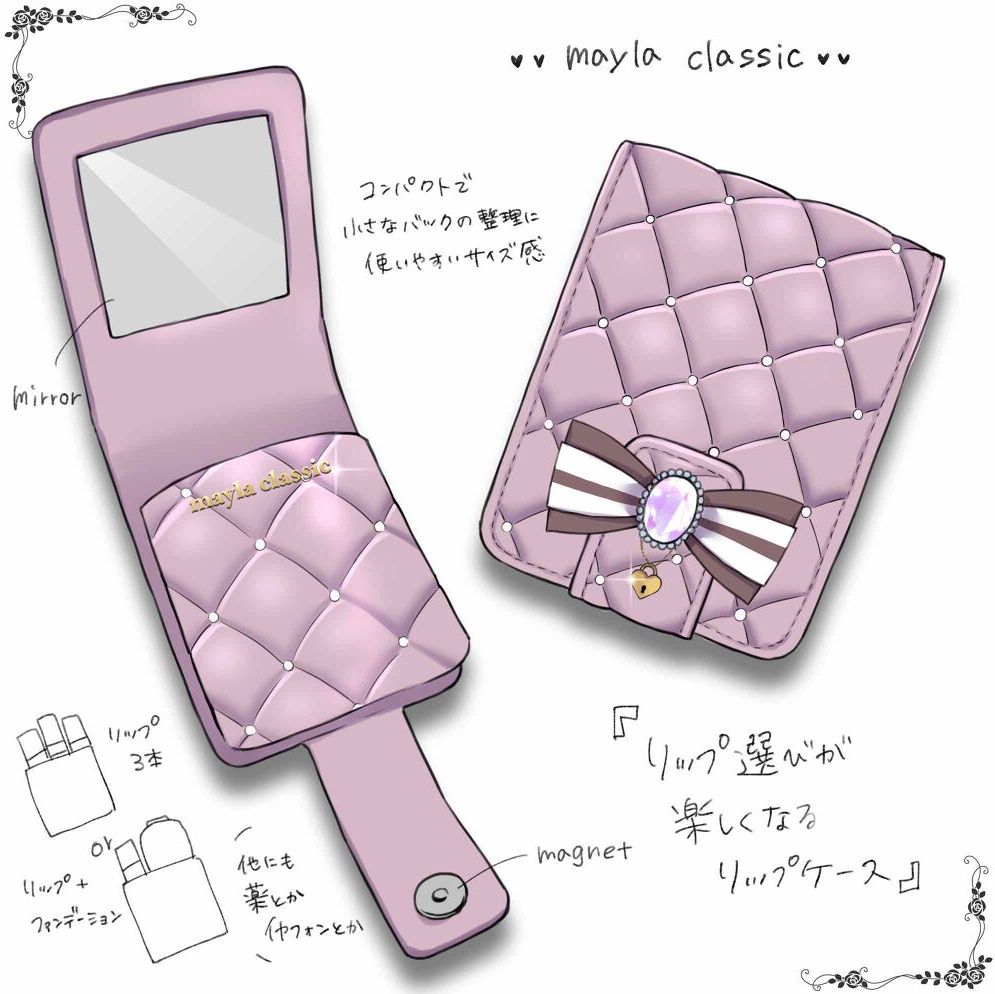 mayla classic
コンパクトで
小さなバックの整理に
使いやすいサイズ感
mirror
mayla classic
リップ
3本
or
リップ+
ファンデーション
他にも
薬とか
イヤフォンとか
magnet
『リップ選びが
楽しくなる
リップケース』